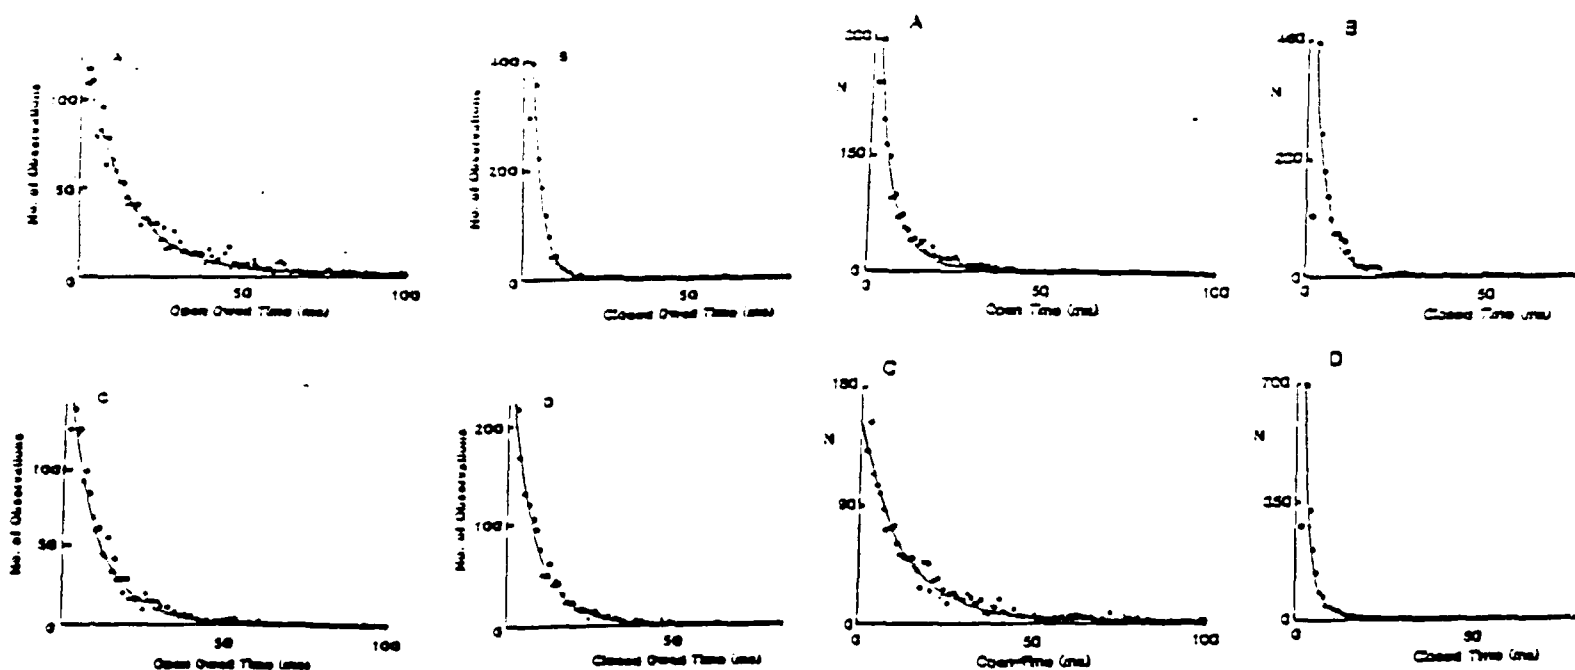 A
No. of Observations
100
50
0
50
100
Open Dwell Time (ms)
B
No. of Observations
400
200
0
50
Closed Dwell Time (ms)
A
N
300
150
0
50
100
Open Time (ms)
B
N
460
0
50
Closed Time (ms)
C
No. of Observations
100
50
0
50
100
Open Dwell Time (ms)
D
No. of Observations
200
100
0
50
Closed Dwell Time (ms)
C
N
180
90
0
50
100
Open-Time (ms)
D
N
700
350
0
0
50
Closed Time (ms)